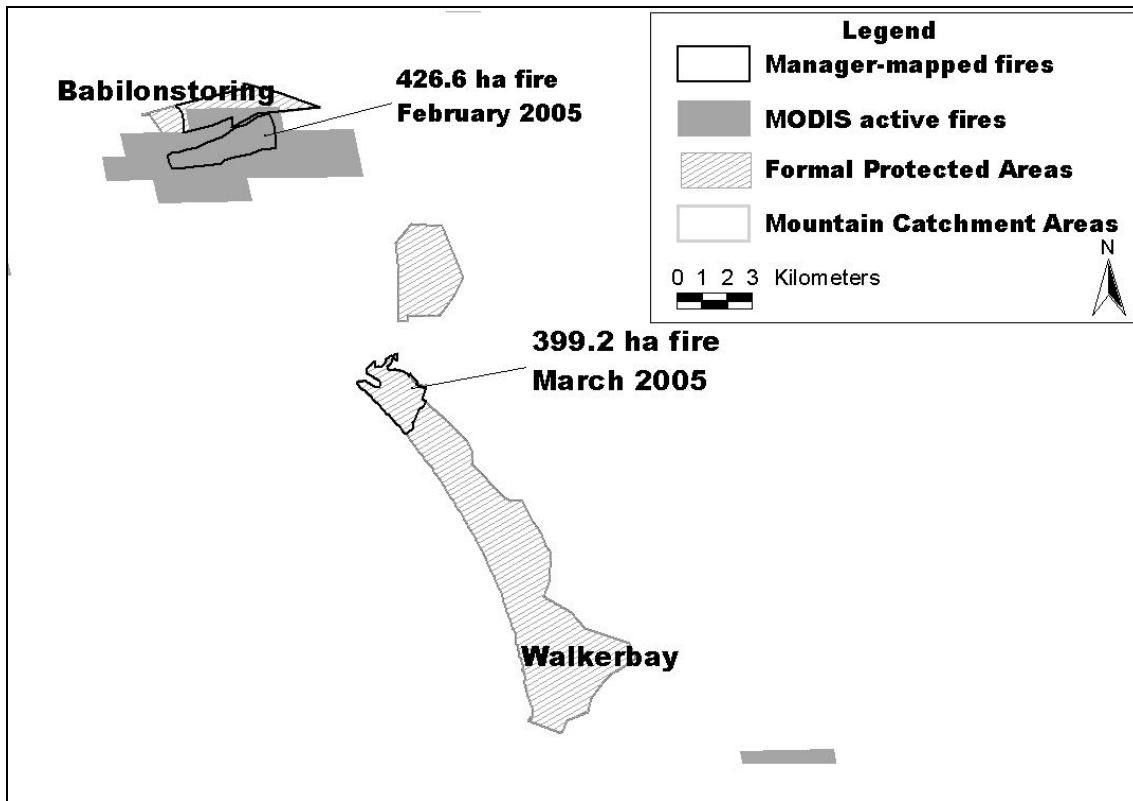 Babilonstoring
426.6 ha fire
February 2005
399.2 ha fire
March 2005
Walkerbay
Legend
Manager-mapped fires
MODIS active fires
Formal Protected Areas
Mountain Catchment Areas
0 1 2 3 Kilometers
N